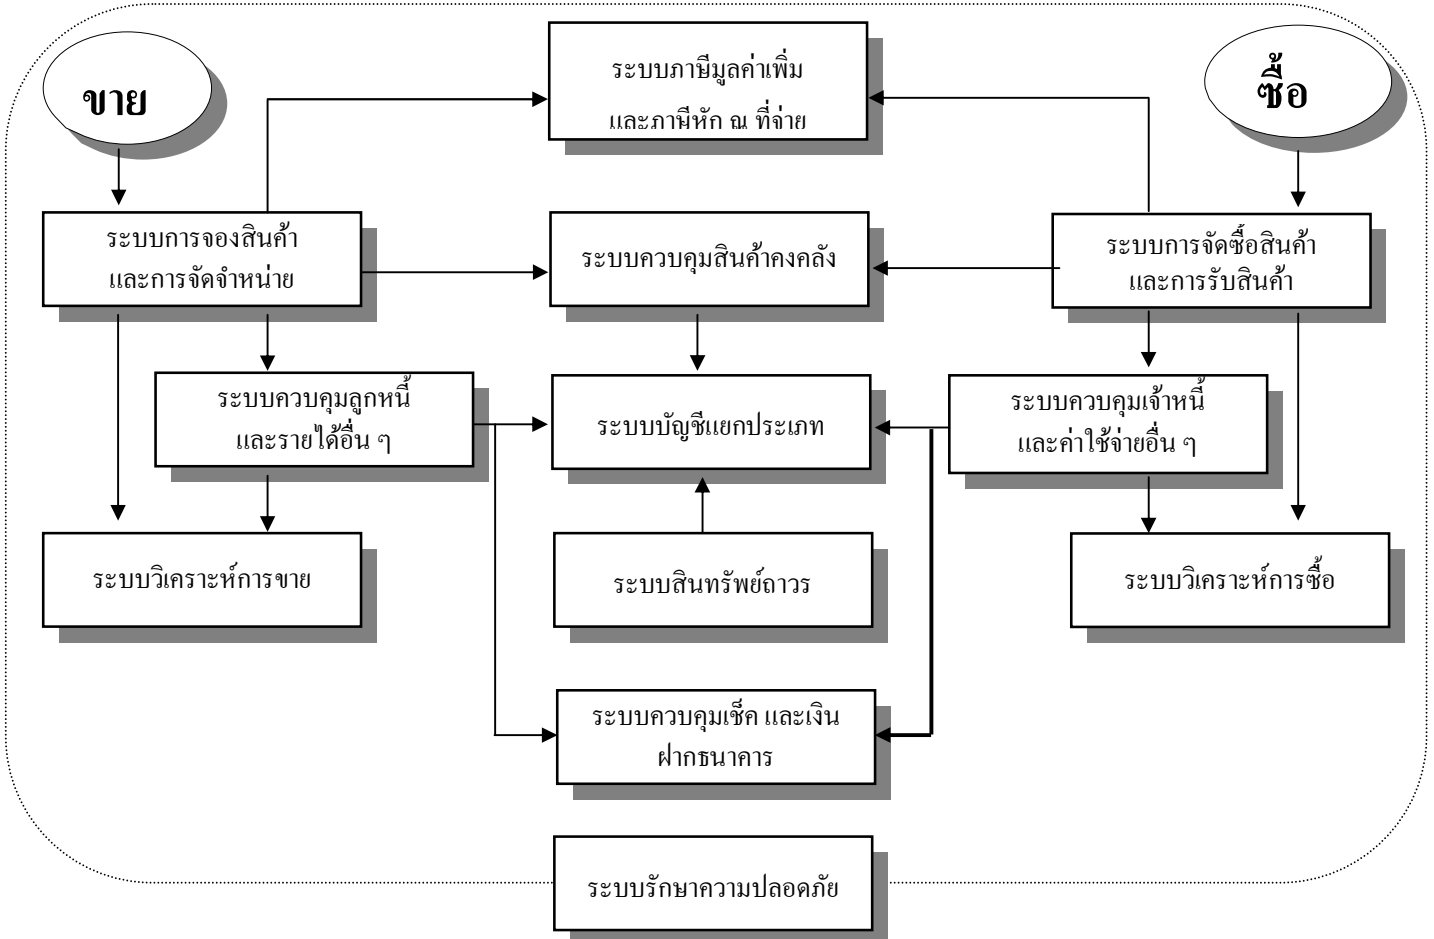 ขาย
ซื้อ
ระบบภาษีมูลค่าเพิ่ม
และภาษีหัก ณ ที่จ่าย
ระบบการจองสินค้า
และการจัดจำหน่าย
ระบบควบคุมสินค้าคงคลัง
ระบบการจัดซื้อสินค้า
และการรับสินค้า
ระบบควบคุมลูกหนี้
และรายได้อื่น ๆ
ระบบบัญชีแยกประเภท
ระบบควบคุมเจ้าหนี้
และค่าใช้จ่ายอื่น ๆ
ระบบวิเคราะห์การขาย
ระบบสินทรัพย์ถาวร
ระบบวิเคราะห์การซื้อ
ระบบควบคุมเช็ค และเงิน
ฝากธนาคาร
ระบบรักษาความปลอดภัย